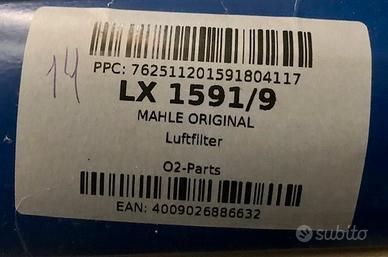 14
PPC: 762511201591804117
LX 1591/9
MAHLE ORIGINAL
Luftfilter
O2-Parts
EAN: 4009026886632
subito